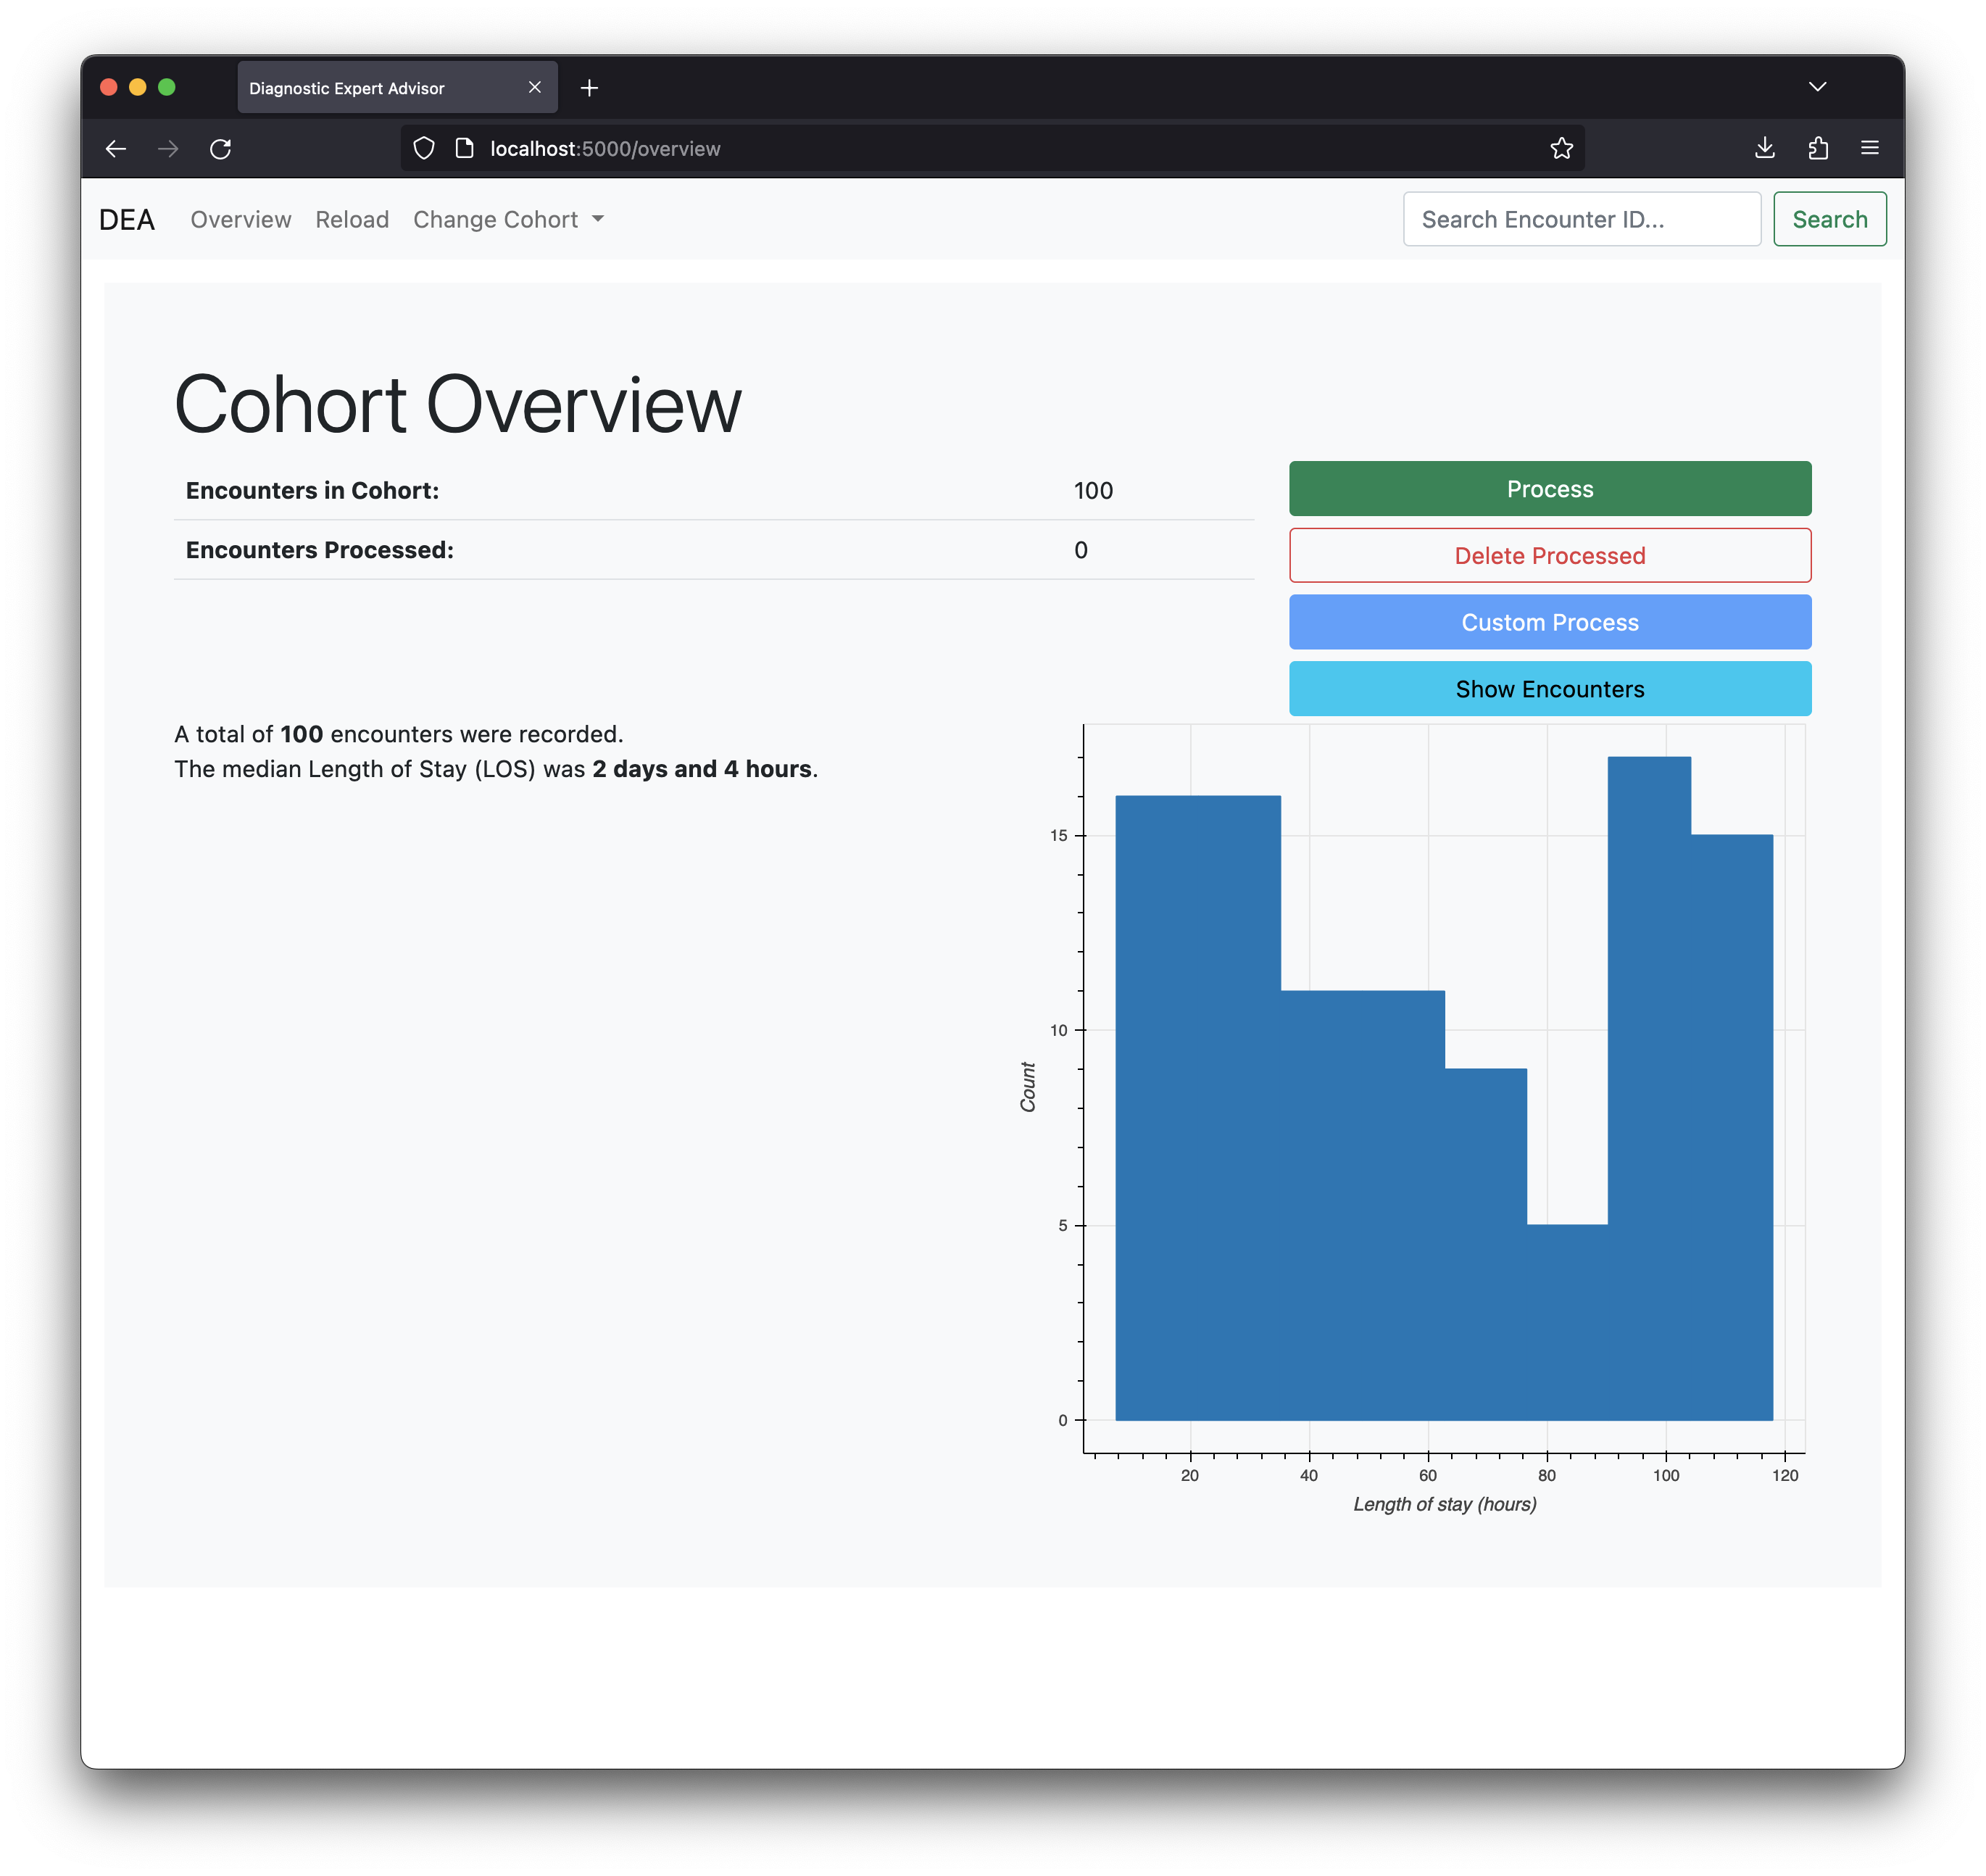 Diagnostic Expert Advisor
localhost:5000/overview
DEA Overview Reload Change Cohort Search Encounter ID... Search
Cohort Overview
Encounters in Cohort: 100
Encounters Processed: 0
Process
Delete Processed
Custom Process
Show Encounters
A total of 100 encounters were recorded.
The median Length of Stay (LOS) was 2 days and 4 hours.
15
10
5
0
Count
20 40 60 80 100 120
Length of stay (hours)